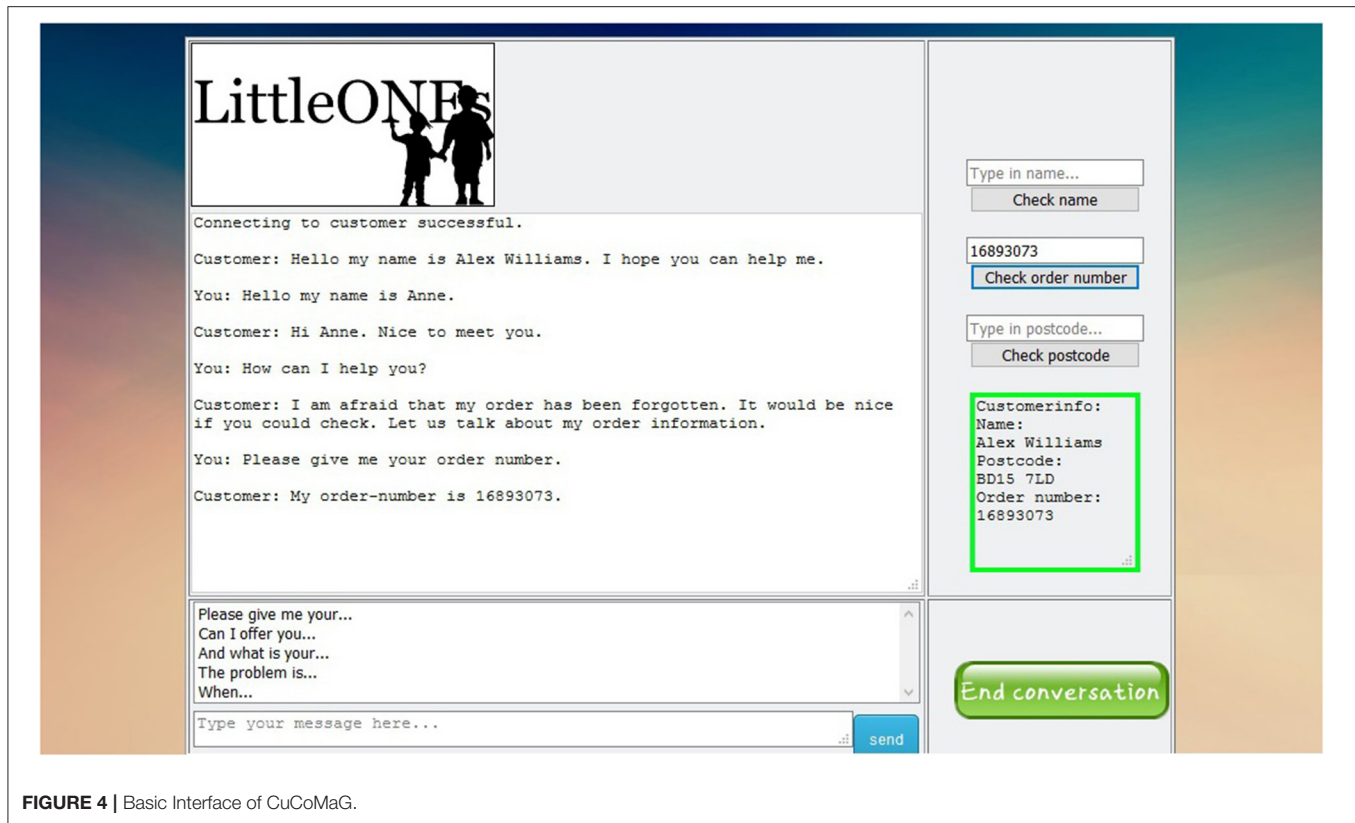 LittleONEs
Connecting to customer successful.
Customer: Hello my name is Alex Williams. I hope you can help me.
You: Hello my name is Anne.
Customer: Hi Anne. Nice to meet you.
You: How can I help you?
Customer: I am afraid that my order has been forgotten. It would be nice
if you could check. Let us talk about my order information.
You: Please give me your order number.
Customer: My order-number is 16893073.
Please give me your...
Can I offer you...
And what is your...
The problem is...
When...
Type your message here...
send
Type in name...
Check name
16893073
Check order number
Type in postcode...
Check postcode
Customerinfo:
Name:
Alex Williams
Postcode:
BD15 7LD
Order number:
16893073
End conversation
FIGURE 4 | Basic Interface of CuCoMaG.